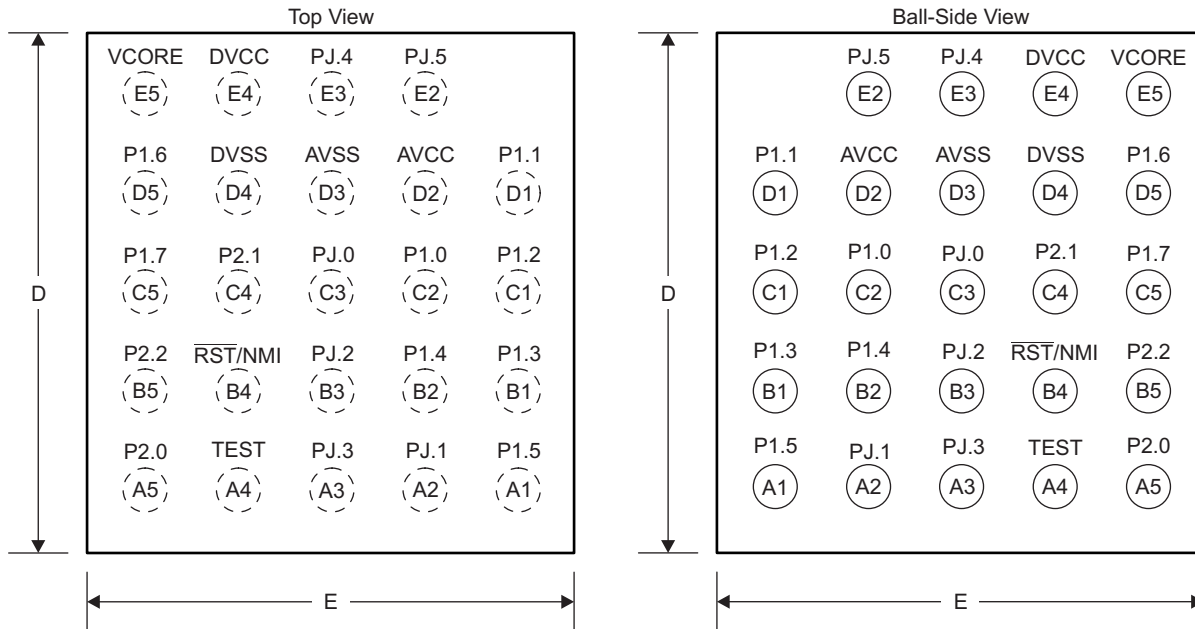 Top View
VCORE DVCC PJ.4 PJ.5
E5 E4 E3 E2
P1.6 DVSS AVSS AVCC P1.1
D5 D4 D3 D2 D1
P1.7 P2.1 PJ.0 P1.0 P1.2
D
C5 C4 C3 C2 C1
P2.2 RST/NMI PJ.2 P1.4 P1.3
B5 B4 B3 B2 B1
P2.0 TEST PJ.3 PJ.1 P1.5
A5 A4 A3 A2 A1
E
Ball-Side View
PJ.5 PJ.4 DVCC VCORE
E2 E3 E4 E5
P1.1 AVCC AVSS DVSS P1.6
D1 D2 D3 D4 D5
P1.2 P1.0 PJ.0 P2.1 P1.7
D
C1 C2 C3 C4 C5
P1.3 P1.4 PJ.2 RST/NMI P2.2
B1 B2 B3 B4 B5
P1.5 PJ.1 PJ.3 TEST P2.0
A1 A2 A3 A4 A5
E